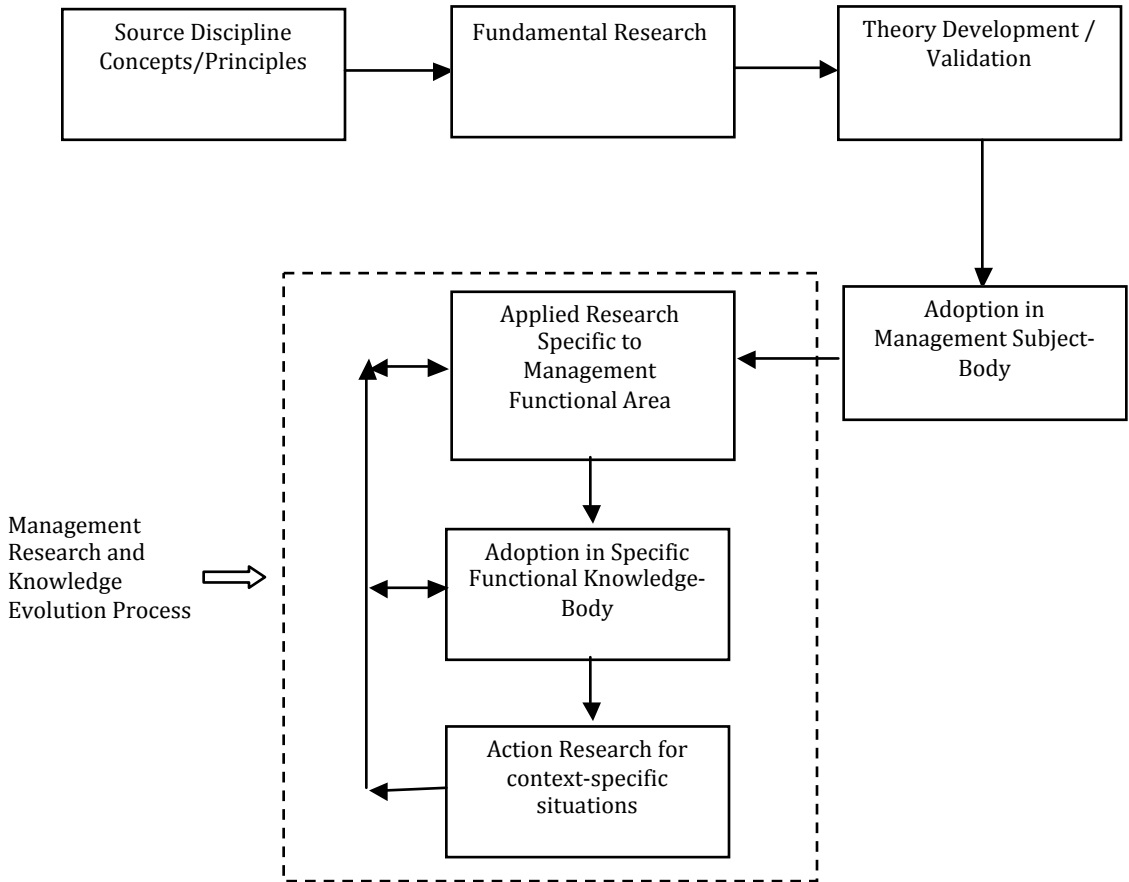 Source Discipline
Concepts/Principles
Fundamental Research
Theory Development /
Validation
Adoption in
Management Subject-
Body
Applied Research
Specific to
Management
Functional Area
Management
Research and
Knowledge
Evolution Process
Adoption in Specific
Functional Knowledge-
Body
Action Research for
context-specific
situations